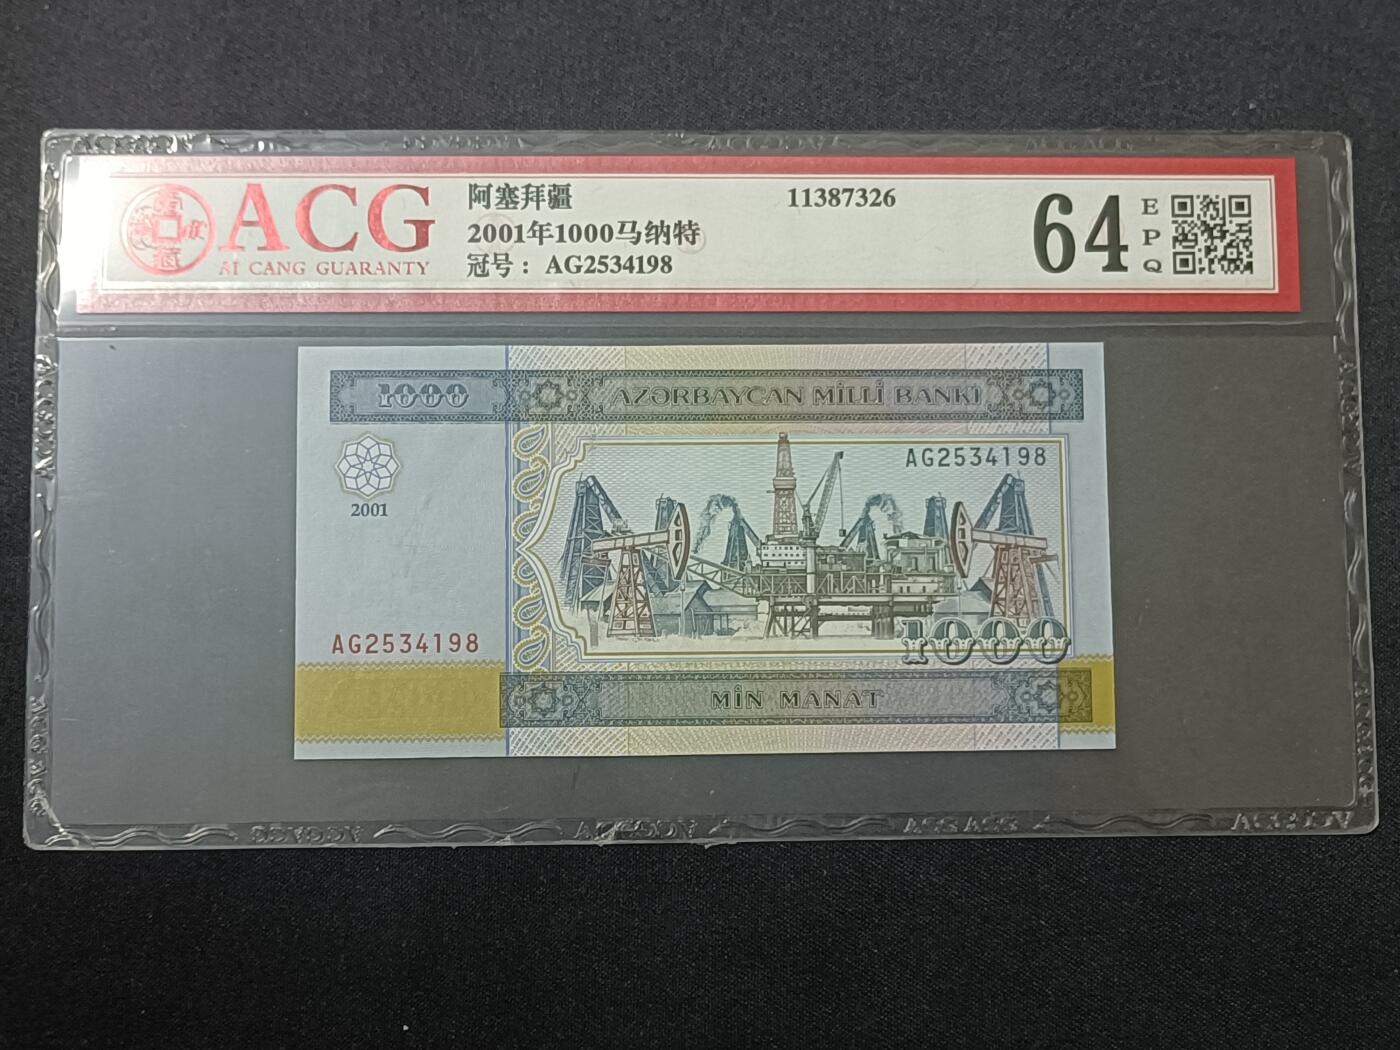 ACG
AI CANG GUARANTY
阿塞拜疆
11387326
2001年1000马纳特
冠号：AG2534198
64
EPQ
1000
AZƏRBAYCAN MİLLİ BANKI
AG2534198
2001
AG2534198
1000
MİN MANAT